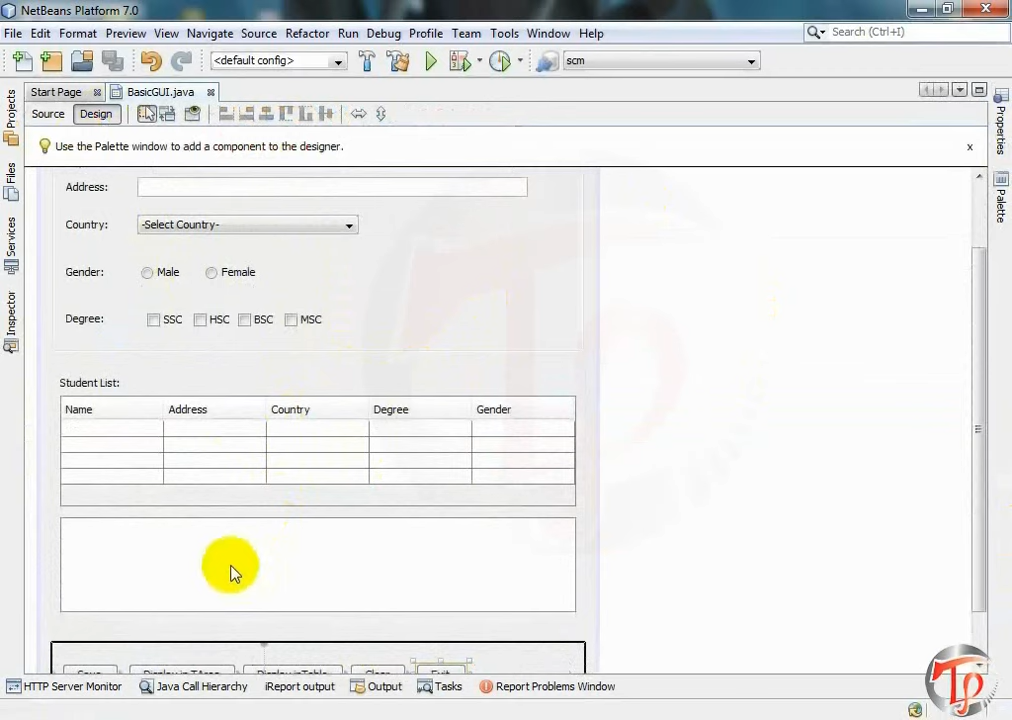 NetBeans Platform 7.0
File Edit Format Preview View Navigate Source Refactor Run Debug Profile Team Tools Window Help
Search (Ctrl+I)
<default config>
scm
Start Page
BasicGUI.java
Source Design
Use the Palette window to add a component to the designer.
x
Projects
Files
Services
Inspector
Properties
Palette
Address:
Country: -Select Country-
Gender: Male Female
Degree: SSC HSC BSC MSC
Student List:
Name Address Country Degree Gender
HTTP Server Monitor Java Call Hierarchy iReport output Output Tasks Report Problems Window